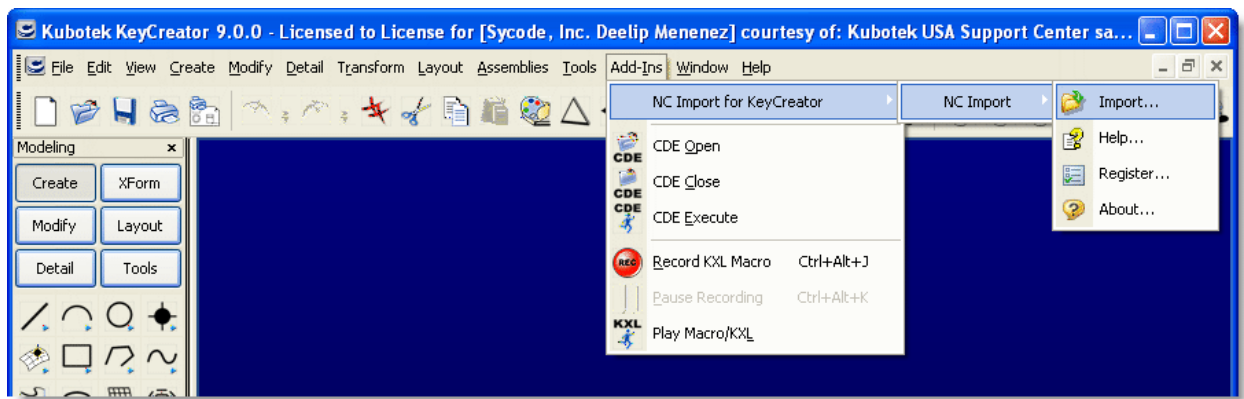 Kubotek KeyCreator 9.0.0 - Licensed to License for [Sycode, Inc. Deelip Menenez] courtesy of: Kubotek USA Support Center sa...
File Edit View Create Modify Detail Transform Layout Assemblies Tools Add-Ins Window Help
NC Import for KeyCreator
NC Import
Import...
Help...
Register...
About...
CDE Open
CDE
CDE Close
CDE
CDE Execute
CDE
REC
Record KXL Macro Ctrl+Alt+J
Pause Recording Ctrl+Alt+K
KXL
Play Macro/KXL
Modeling
Create XForm
Modify Layout
Detail Tools